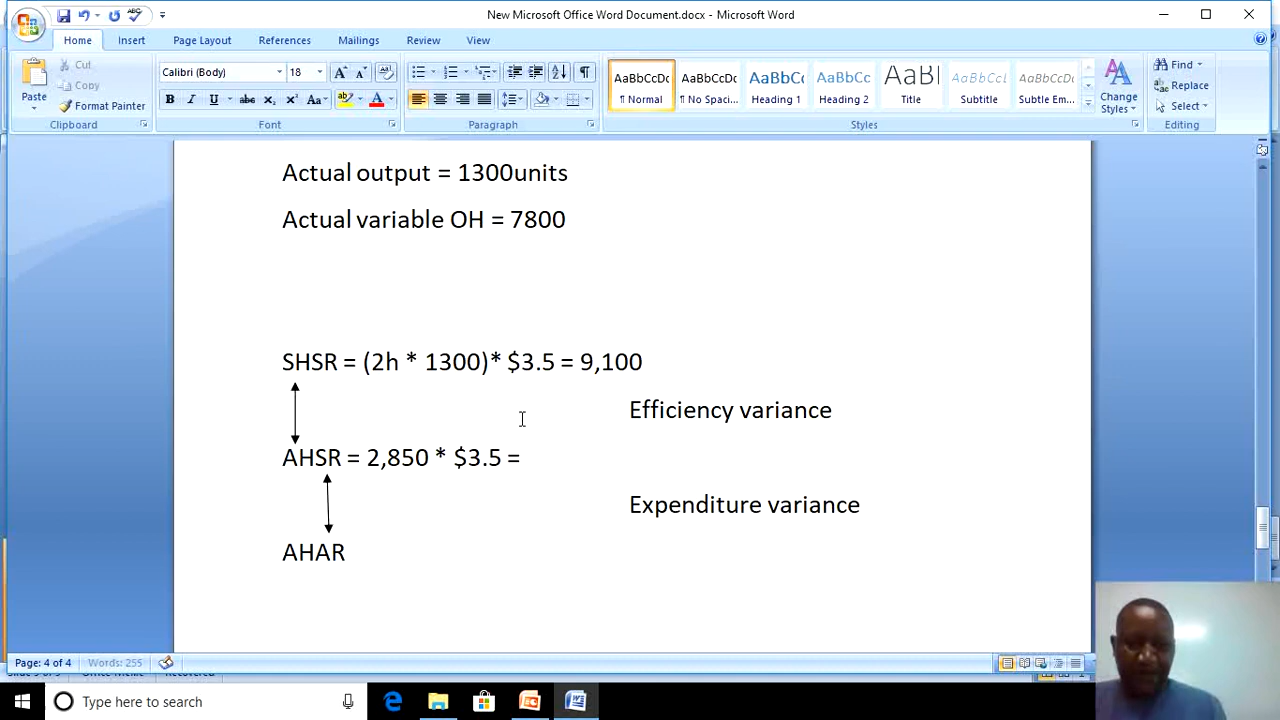 New Microsoft Office Word Document.docx - Microsoft Word
Home Insert Page Layout References Mailings Review View
Cut
Copy
Format Painter
Paste
Clipboard
Calibri (Body) 18
Font
Paragraph
AaBbCcDc AaBbCcDc AaBbC AaBbCc AaBl AaBbCcL AaBbCcDc
¶ Normal ¶ No Spaci... Heading 1 Heading 2 Title Subtitle Subtle Em...
Change Styles
Styles
Find
Replace
Select
Editing
Actual output = 1300units
Actual variable OH = 7800
SHSR = (2h * 1300)* $3.5 = 9,100
Efficiency variance
AHSR = 2,850 * $3.5 =
Expenditure variance
AHAR
Page: 4 of 4 Words: 255
Type here to search